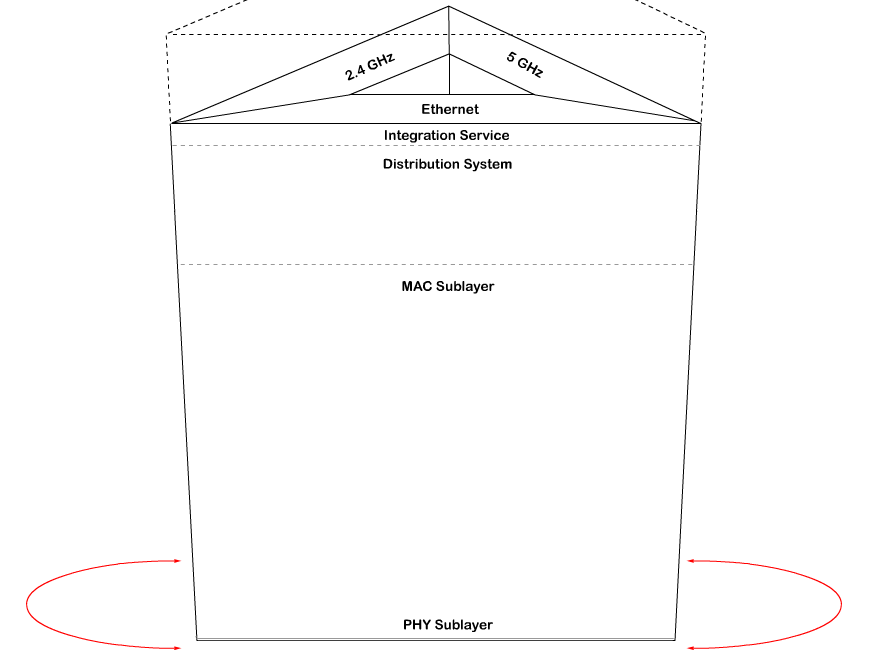 2.4 GHz
5 GHz
Ethernet
Integration Service
Distribution System
MAC Sublayer
PHY Sublayer